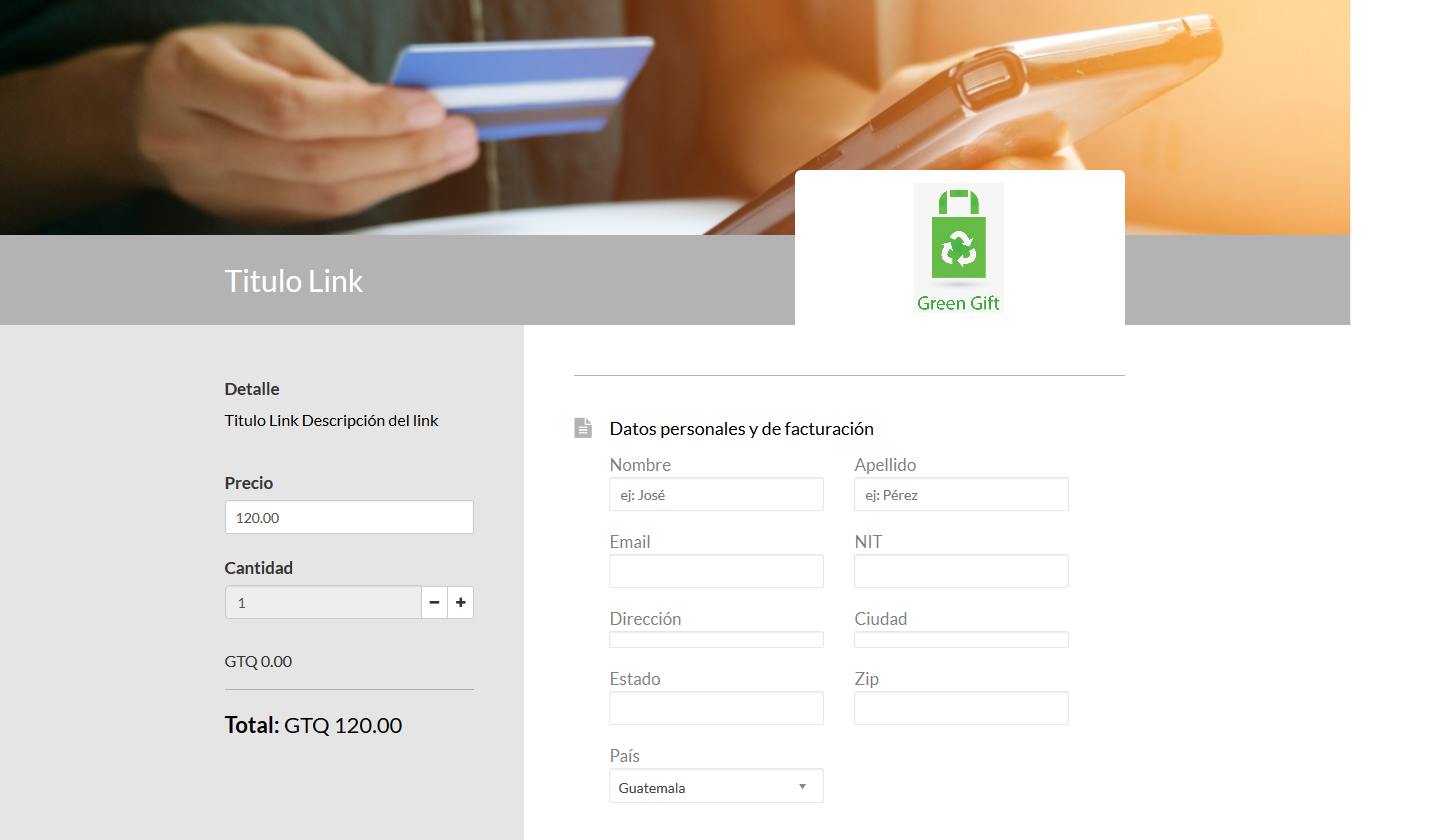 Green Gift
Titulo Link
Detalle
Titulo Link Descripción del link
Precio
120.00
Cantidad
1
GTQ 0.00
Total: GTQ 120.00
Datos personales y de facturación
Nombre Apellido
ej: José ej: Pérez
Email NIT
Dirección Ciudad
Estado Zip
País
Guatemala